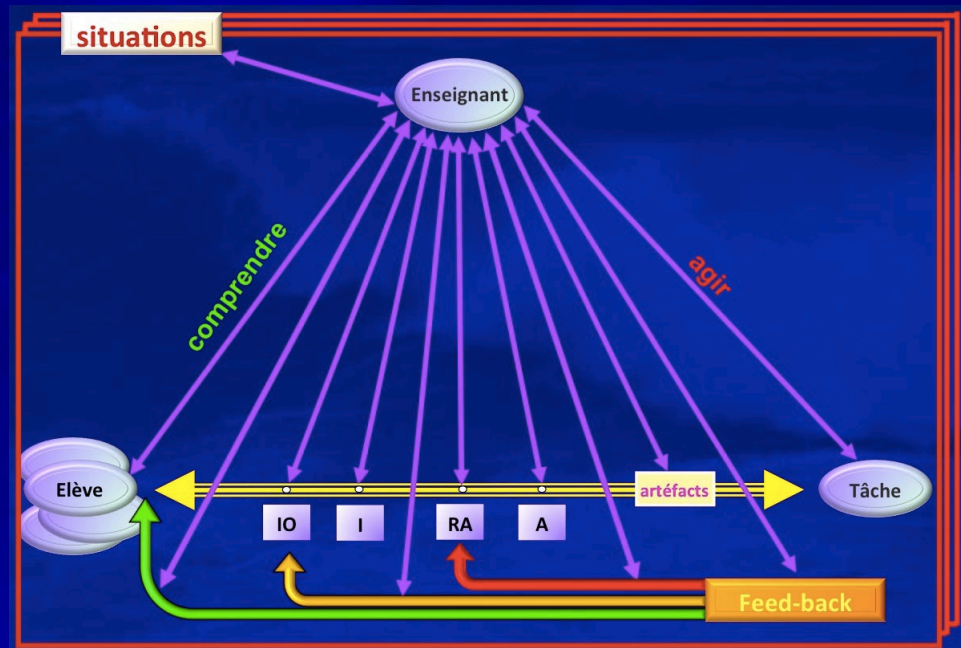 situations
Enseignant
comprendre
agir
Elève
artéfacts
Tâche
IO
I
RA
A
Feed-back